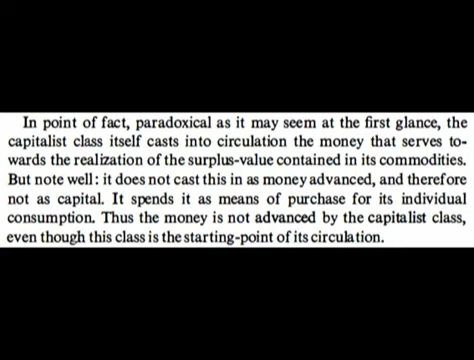 In point of fact, paradoxical as it may seem at the first glance, the
capitalist class itself casts into circulation the money that serves to-
wards the realization of the surplus-value contained in its commodities.
But note well: it does not cast this in as money advanced, and therefore
not as capital. It spends it as means of purchase for its individual
consumption. Thus the money is not advanced by the capitalist class,
even though this class is the starting-point of its circulation.